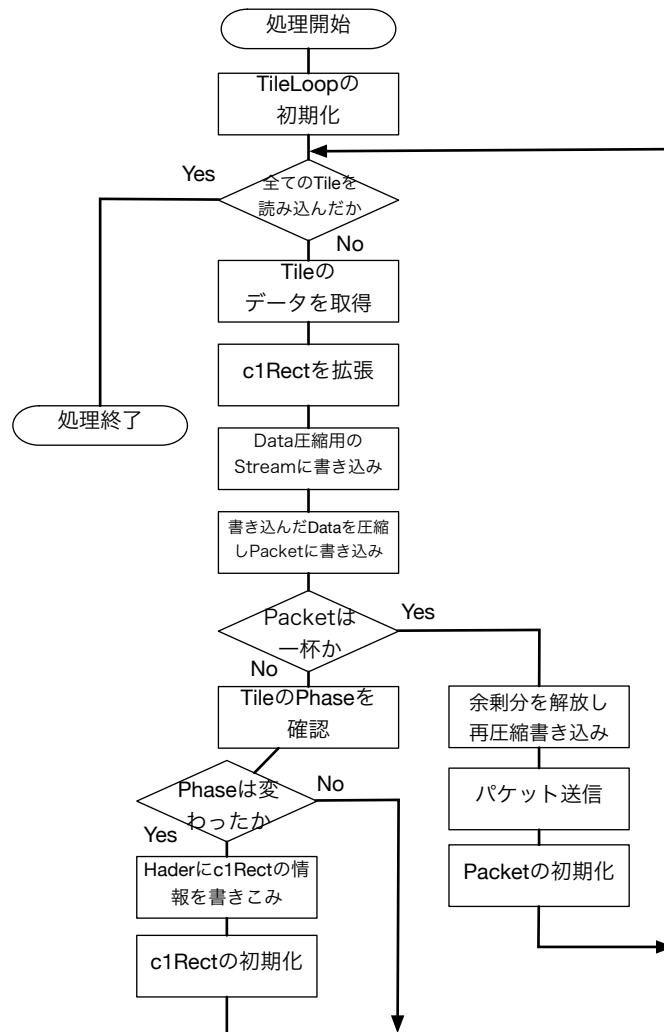 処理開始
TileLoopの
初期化
Yes
全てのTileを
読み込んだか
No
Tileの
データを取得
c1Rectを拡張
処理終了
Data圧縮用の
Streamに書き込み
書き込んだDataを圧縮
しPacketに書き込み
Packetは
一杯か
Yes
No
TileのPhaseを
確認
余剰分を解放し
再圧縮書き込み
Phaseは変
わったか
No
Yes
パケット送信
Haderにc1Rectの情
報を書きこみ
Packetの初期化
c1Rectの初期化